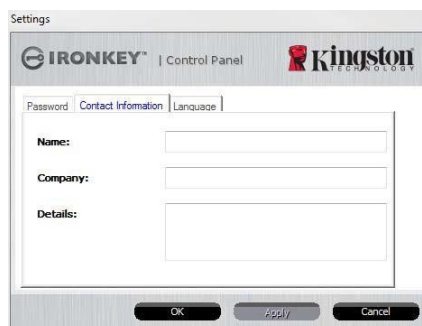 Settings
IRONKEY™ | Control Panel
Kingston
TECHNOLOGY
Password Contact Information Language
Name:
Company:
Details:
OK Apply Cancel